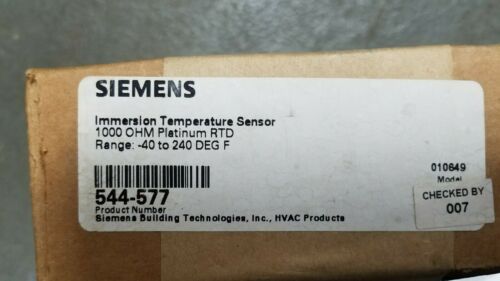 SIEMENS
Immersion Temperature Sensor
1000 OHM Platinum RTD
Range: -40 to 240 DEG F
010649
Model
544-577
CHECKED BY
007
Product Number
Siemens Building Technologies, Inc., HVAC Products